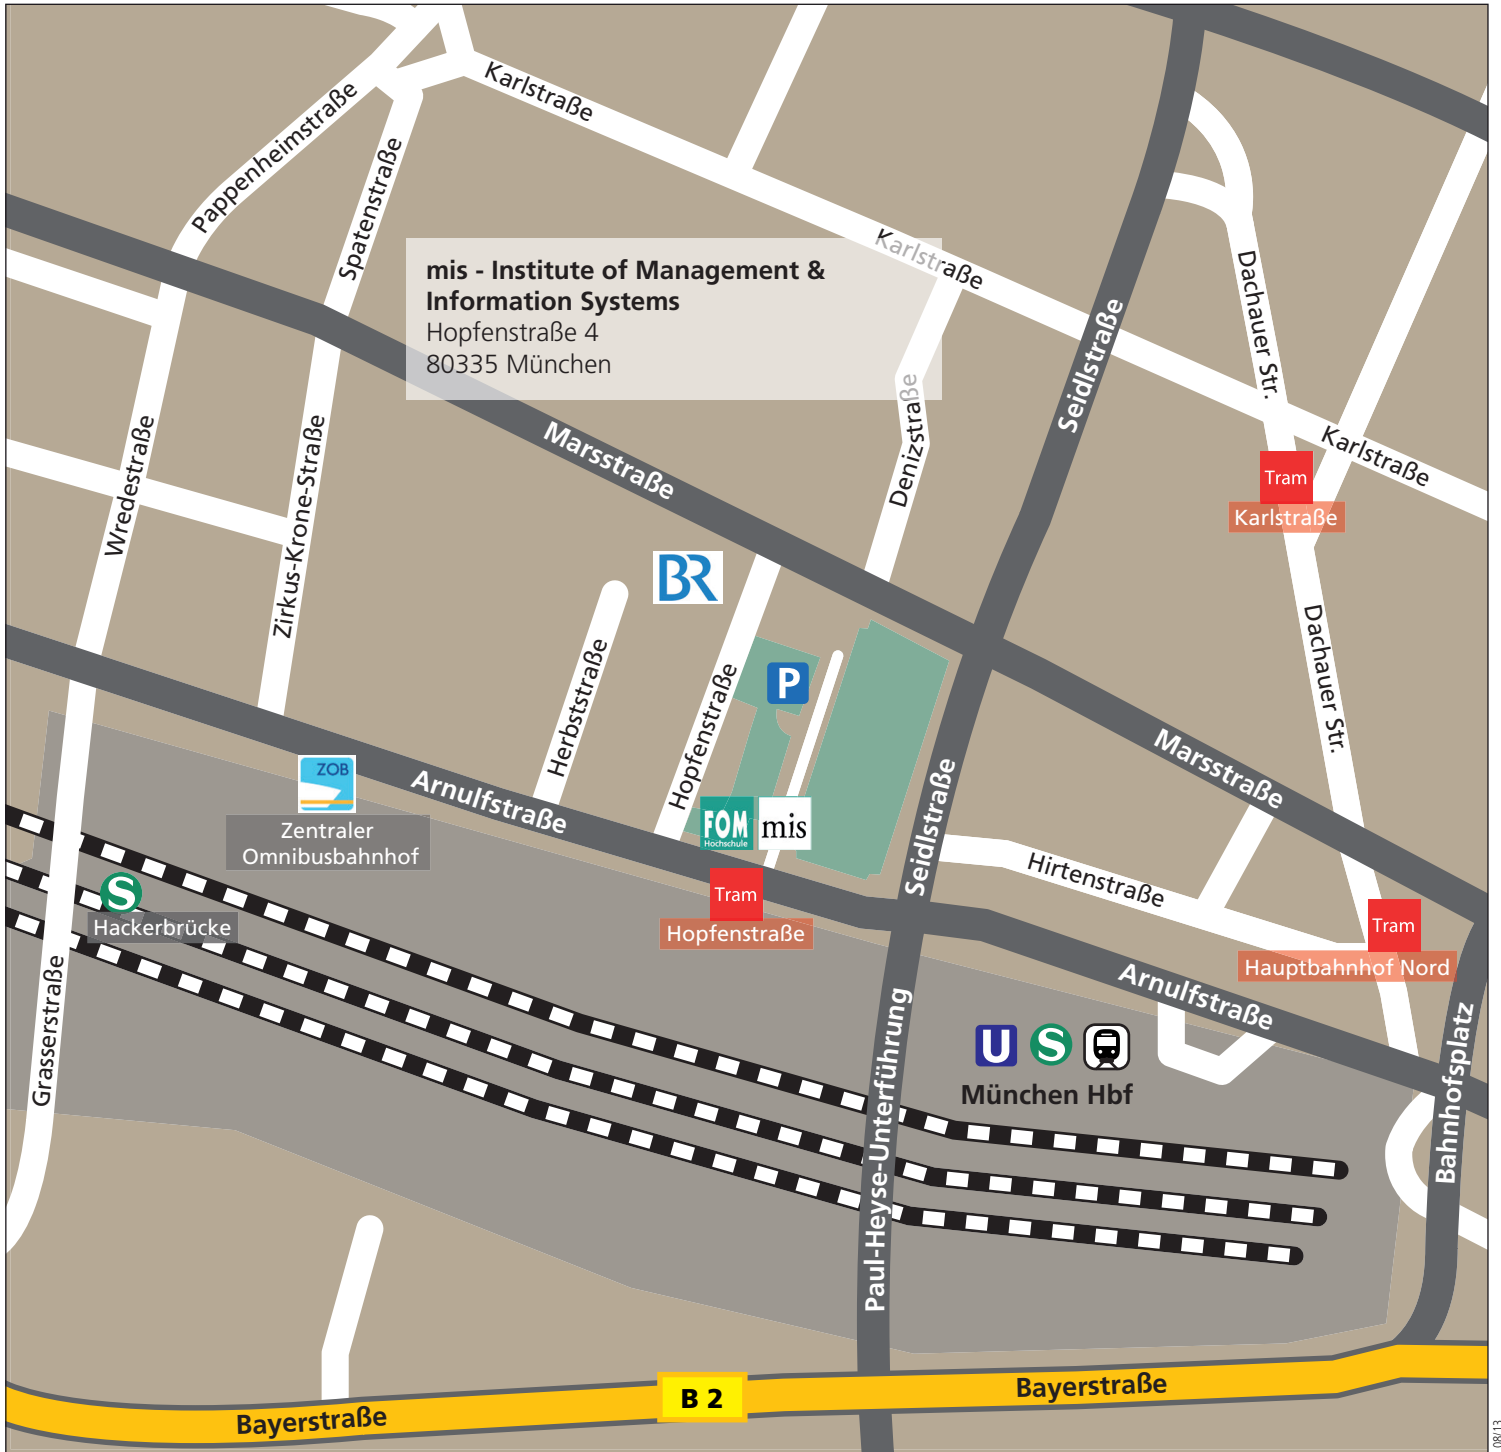 Karlstraße
Pappenheimstraße
Spatenstraße
Karlstraße
mis - Institute of Management &
Information Systems
Hopfenstraße 4
80335 München
Dachauer Str.
Seidlstraße
Denizstraße
Marsstraße
Karlstraße
Wredestraße
Zirkus-Krone-Straße
Tram
Karlstraße
BR
Herbststraße
Hopfenstraße
P
Dachauer Str.
Marsstraße
ZOB
Zentraler
Omnibusbahnhof
Arnulfstraße
FOM
Hochschule
mis
Seidlstraße
Hirtenstraße
S
Hackerbrücke
Tram
Hopfenstraße
Tram
Hauptbahnhof Nord
Arnulfstraße
Grasserstraße
U S
München Hbf
Paul-Heyse-Unterführung
Bahnhofsplatz
B 2
Bayerstraße
Bayerstraße
08/13